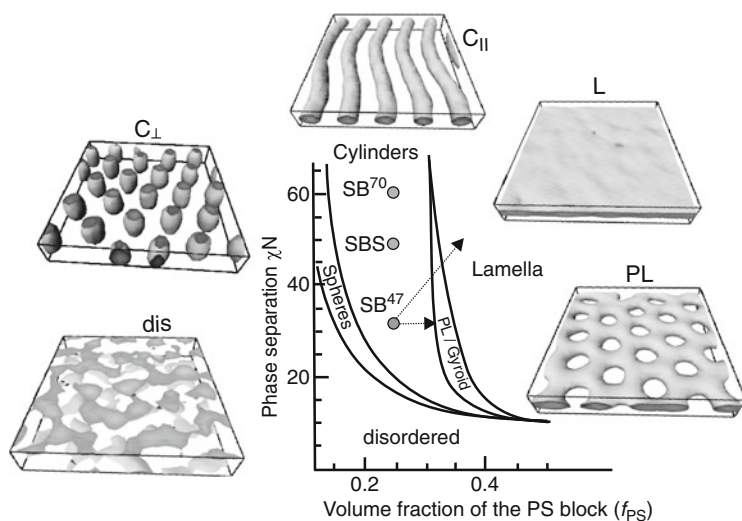 C||
L
C⊥
Cylinders
60
SB⁷⁰
SBS
Lamella
PL
40
SB⁴⁷
Spheres
dis
PL / Gyroid
20
disordered
Phase separation χN
0.2
0.4
Volume fraction of the PS block (fPS)